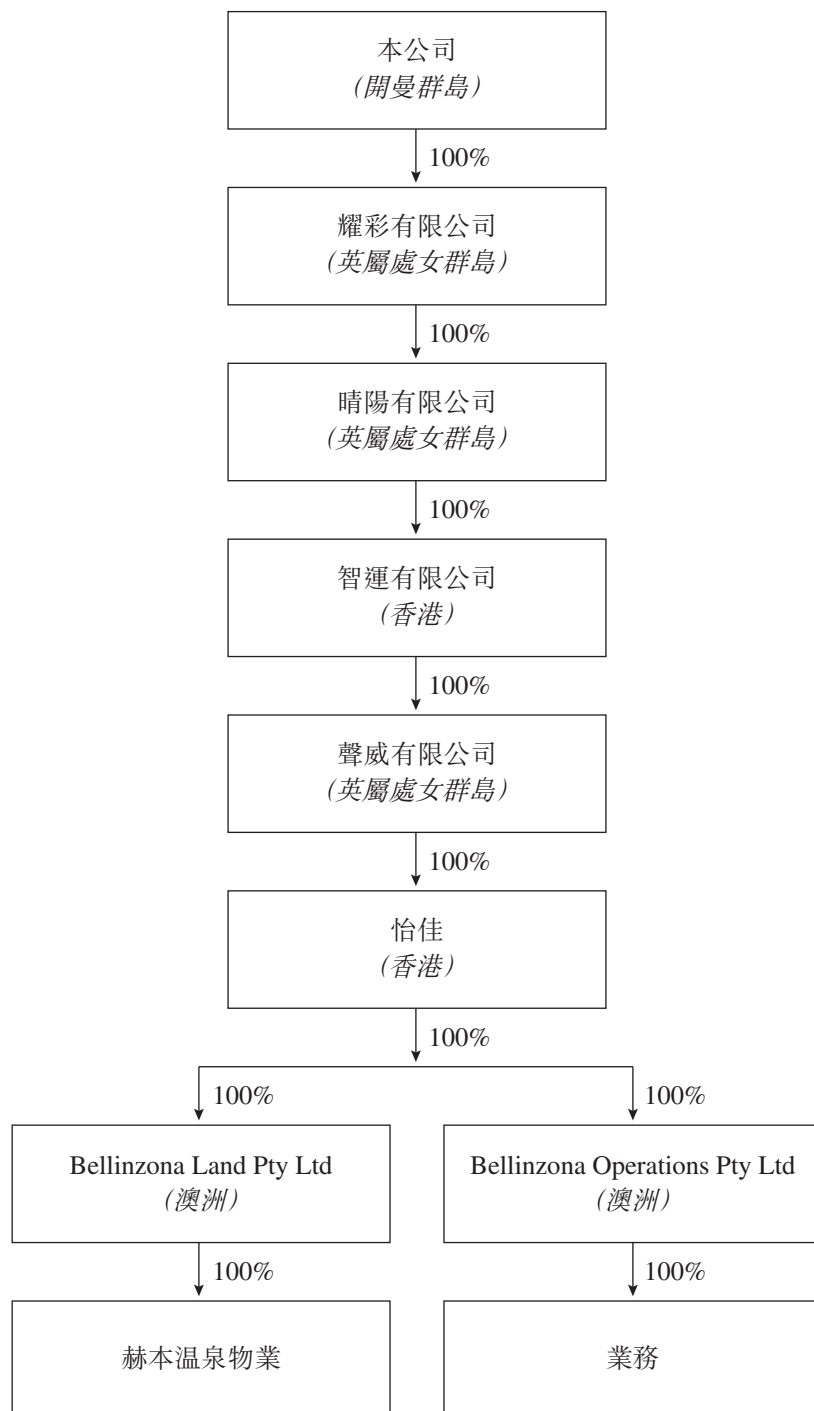 本公司
（開曼群島）
100%
耀彩有限公司
（英屬處女群島）
100%
晴陽有限公司
（英屬處女群島）
100%
智運有限公司
（香港）
100%
聲威有限公司
（英屬處女群島）
100%
怡佳
（香港）
100%
100%
100%
Bellinzona Land Pty Ltd
（澳洲）
Bellinzona Operations Pty Ltd
（澳洲）
100%
100%
赫本温泉物業
業務